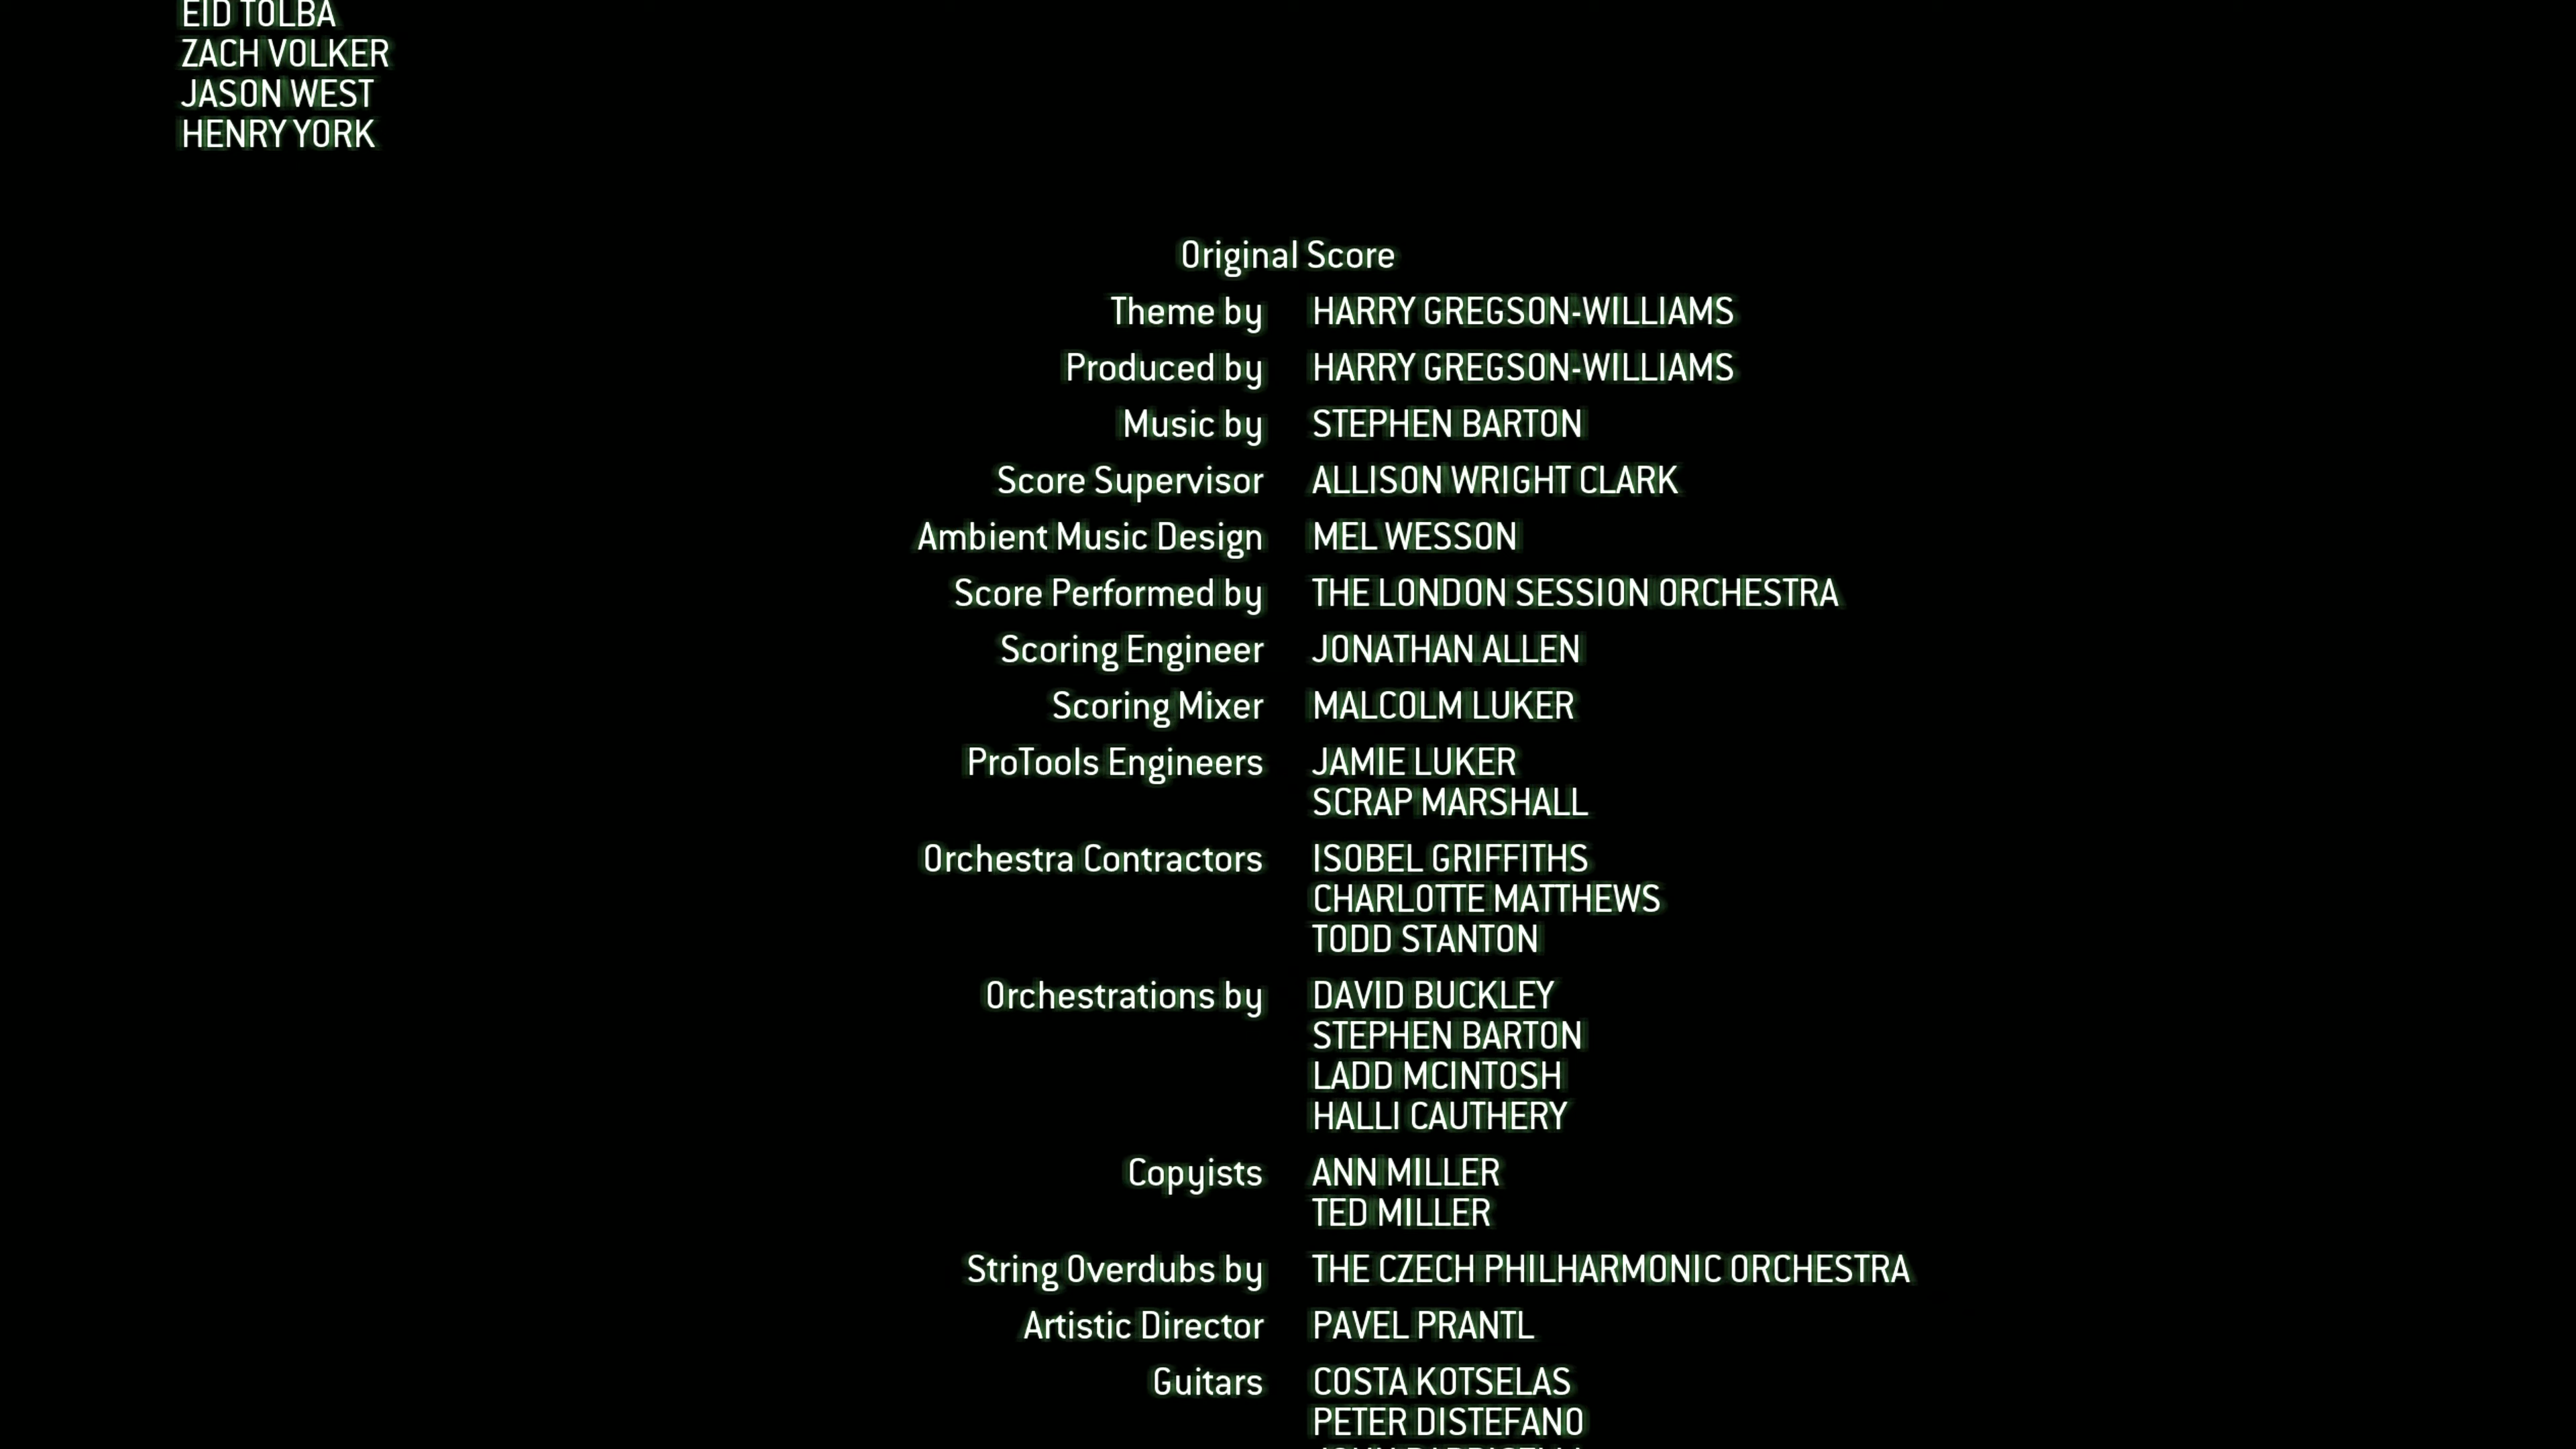 EID TOLBA
ZACH VOLKER
JASON WEST
HENRY YORK
Original Score
Theme by HARRY GREGSON-WILLIAMS
Produced by HARRY GREGSON-WILLIAMS
Music by STEPHEN BARTON
Score Supervisor ALLISON WRIGHT CLARK
Ambient Music Design MEL WESSON
Score Performed by THE LONDON SESSION ORCHESTRA
Scoring Engineer JONATHAN ALLEN
Scoring Mixer MALCOLM LUKER
ProTools Engineers JAMIE LUKER
SCRAP MARSHALL
Orchestra Contractors ISOBEL GRIFFITHS
CHARLOTTE MATTHEWS
TODD STANTON
Orchestrations by DAVID BUCKLEY
STEPHEN BARTON
LADD MCINTOSH
HALLI CAUTHERY
Copyists ANN MILLER
TED MILLER
String Overdubs by THE CZECH PHILHARMONIC ORCHESTRA
Artistic Director PAVEL PRANTL
Guitars COSTA KOTSELAS
PETER DISTEFANO